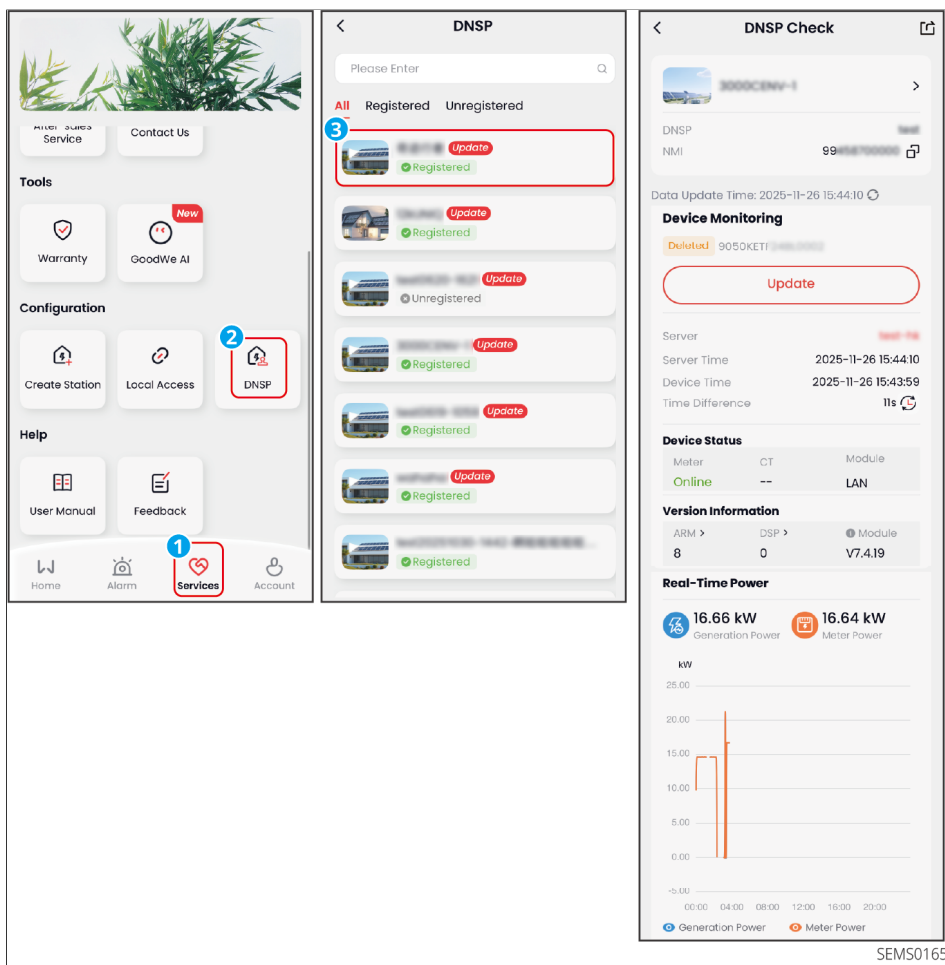 After Sales
Service
Contact Us
Tools
Warranty
New
GoodWe AI
Configuration
Create Station
Local Access
2
DNSP
Help
User Manual
Feedback
1
Home
Alarm
Services
Account
DNSP
Please Enter
All Registered Unregistered
3
Update
Registered
Update
Registered
Update
Unregistered
Update
Registered
Update
Registered
Update
Registered
Registered
DNSP Check
3000CENV-1
DNSP
NMI 99
Data Update Time: 2025-11-26 15:44:10
Device Monitoring
Deleted 9050KETF
Update
Server
Server Time 2025-11-26 15:44:10
Device Time 2025-11-26 15:43:59
Time Difference 11s
Device Status
Meter CT Module
Online -- LAN
Version Information
ARM > DSP > Module
8 0 V7.4.19
Real-Time Power
16.66 kW 16.64 kW
Generation Power Meter Power
kW
25.00
20.00
15.00
10.00
5.00
0.00
-5.00
00:00 04:00 08:00 12:00 16:00 20:00
Generation Power Meter Power
SEMS0165